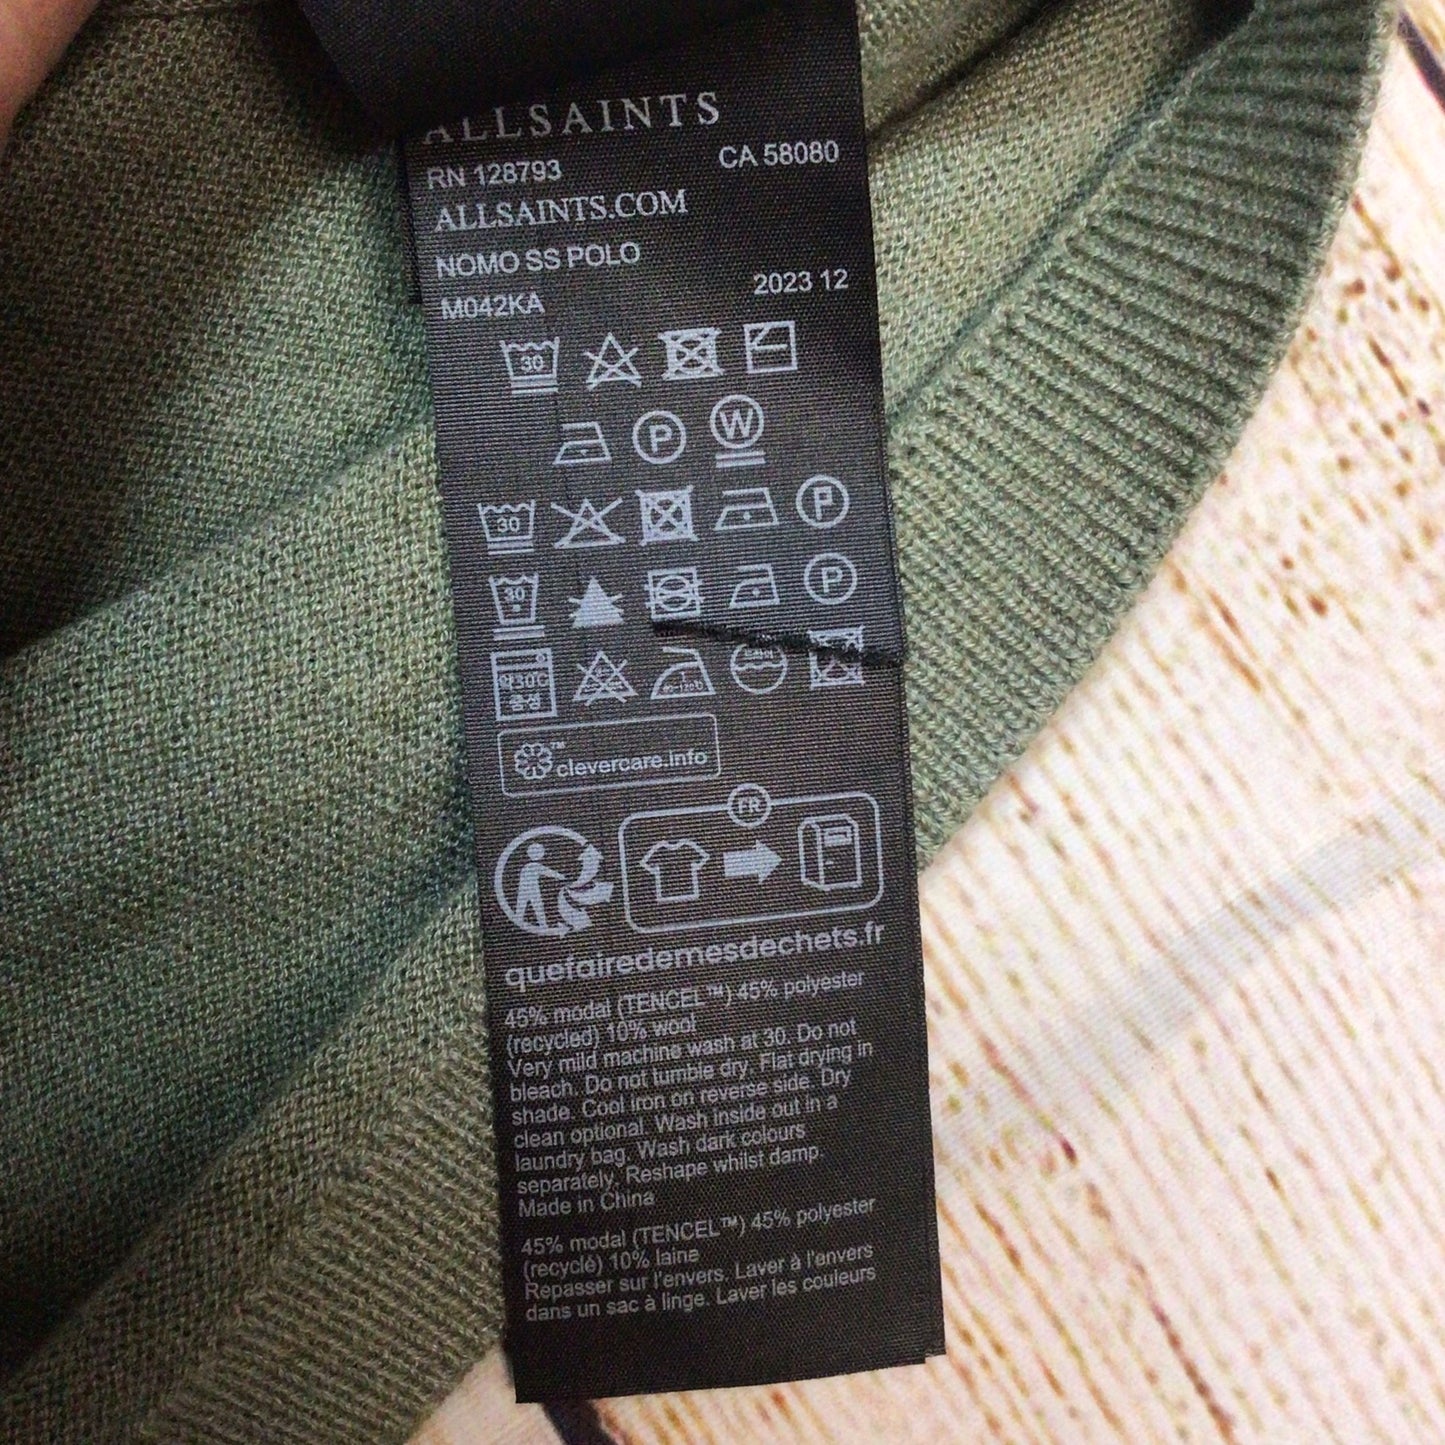 ALLSAINTS
RN 128793 CA 58080
ALLSAINTS.COM
NOMO SS POLO
M042KA 2023 12
30
P W
30 P
30 P
30C
clevercare.info
FR
quefairedemesdechets.fr
45% modal (TENCEL™) 45% polyester
(recycled) 10% wool
Very mild machine wash at 30. Do not
bleach. Do not tumble dry. Flat drying in
shade. Cool iron on reverse side. Dry
clean optional. Wash inside out in a
laundry bag. Wash dark colours
separately. Reshape whilst damp.
Made in China
45% modal (TENCEL™) 45% polyester
(recyclé) 10% laine
Repasser sur l'envers. Laver à l'envers
dans un sac à linge. Laver les couleurs